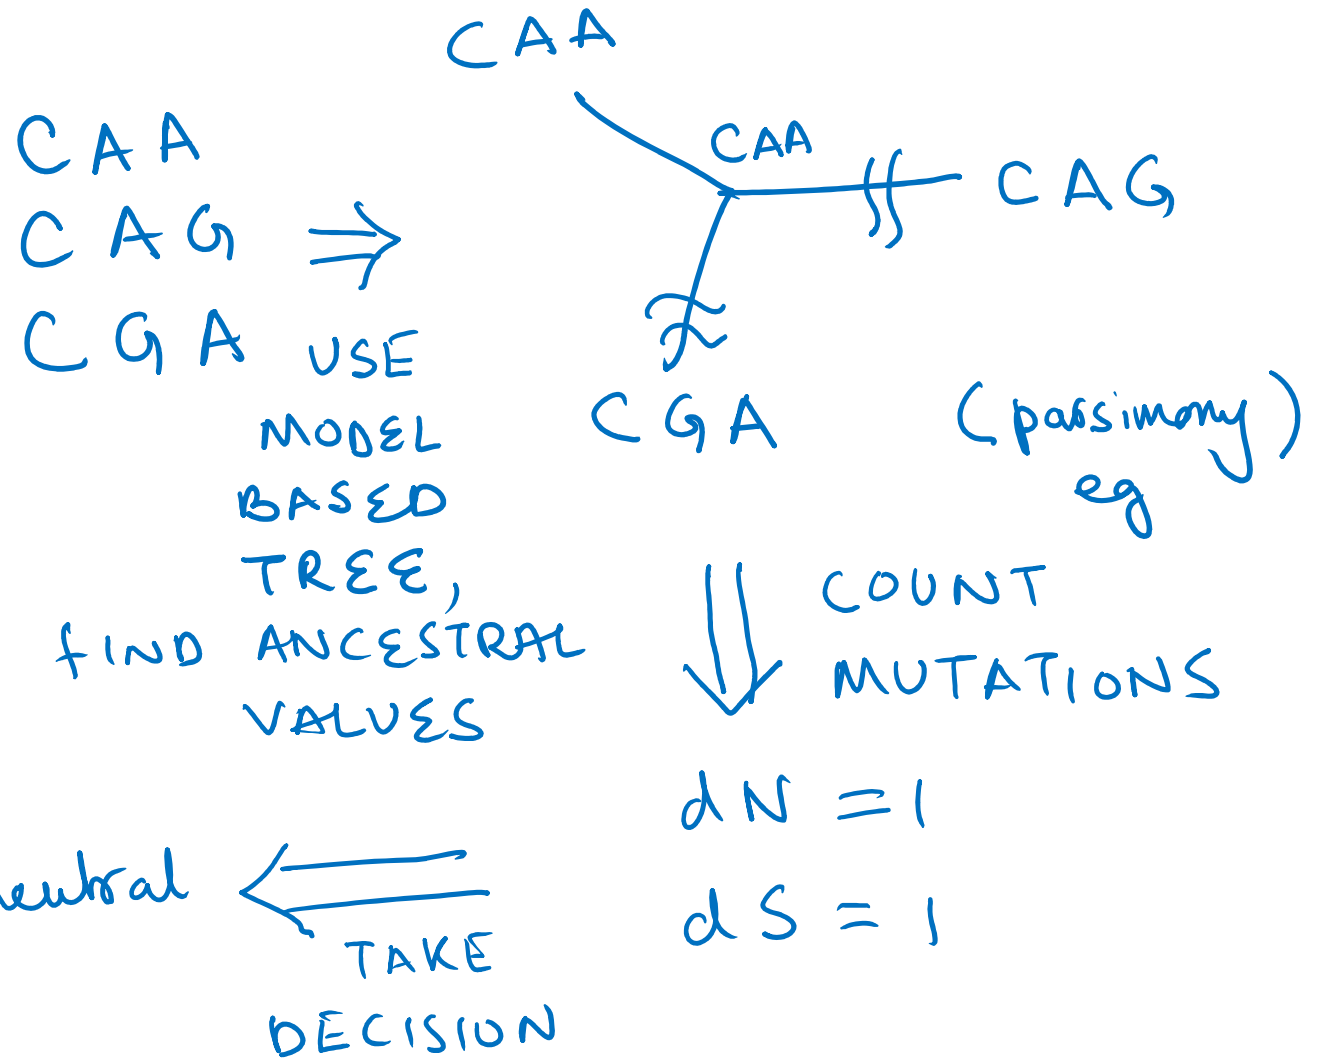 CAA
CAG
CGA
⇒
USE
MODEL
BASED
TREE,
FIND ANCESTRAL
VALUES
CAA
CAA
CAG
CGA
(parsimony)
eg
COUNT
MUTATIONS
dN = 1
dS = 1
TAKE
DECISION
neutral